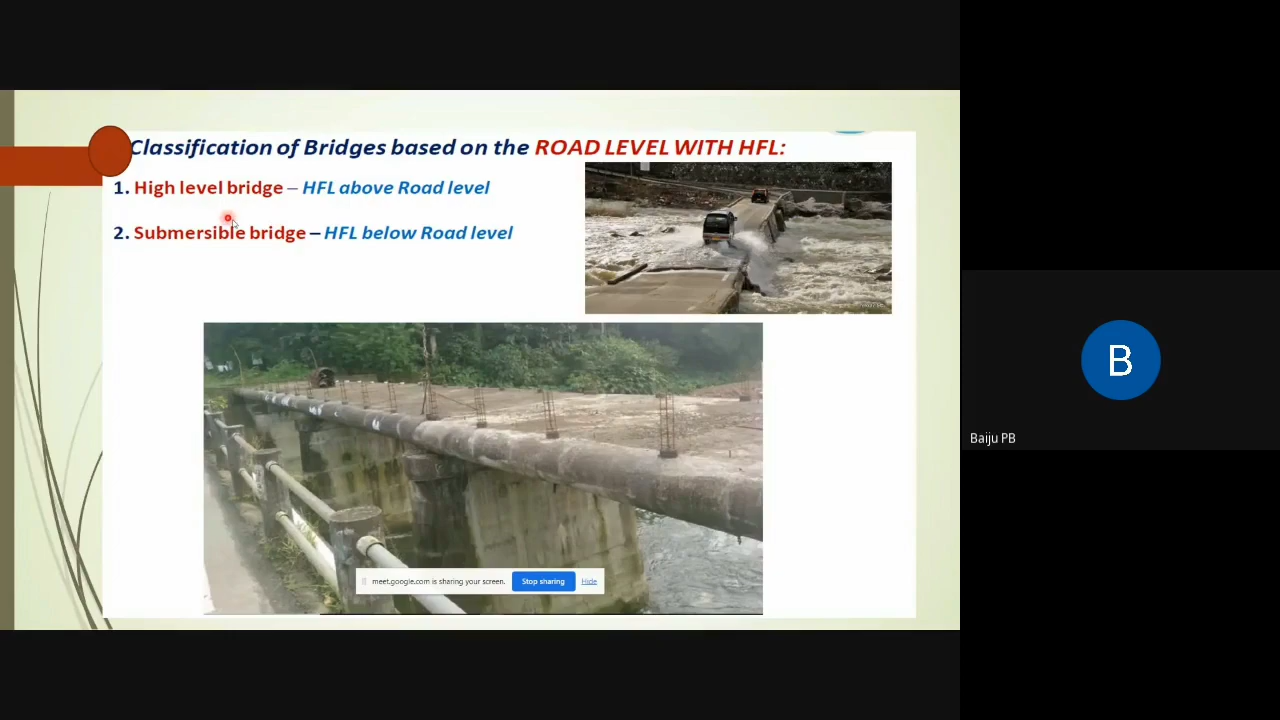 Classification of Bridges based on the ROAD LEVEL WITH HFL:
1. High level bridge – HFL above Road level
2. Submersible bridge – HFL below Road level
meet.google.com is sharing your screen. Stop sharing Hide
B
Baiju PB